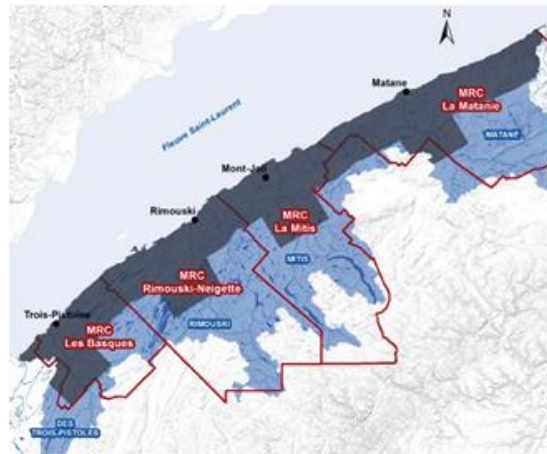 N
Matane
MRC
La Matanie
MATANE
Fleuve Saint-Laurent
Mont-Joli
Rimouski
MRC
La Mitis
MITIS
MRC
Rimouski-Neigette
Trois-Pistoles
MRC
Les Basques
RIMOUSKI
DES
TROIS-PISTOLES